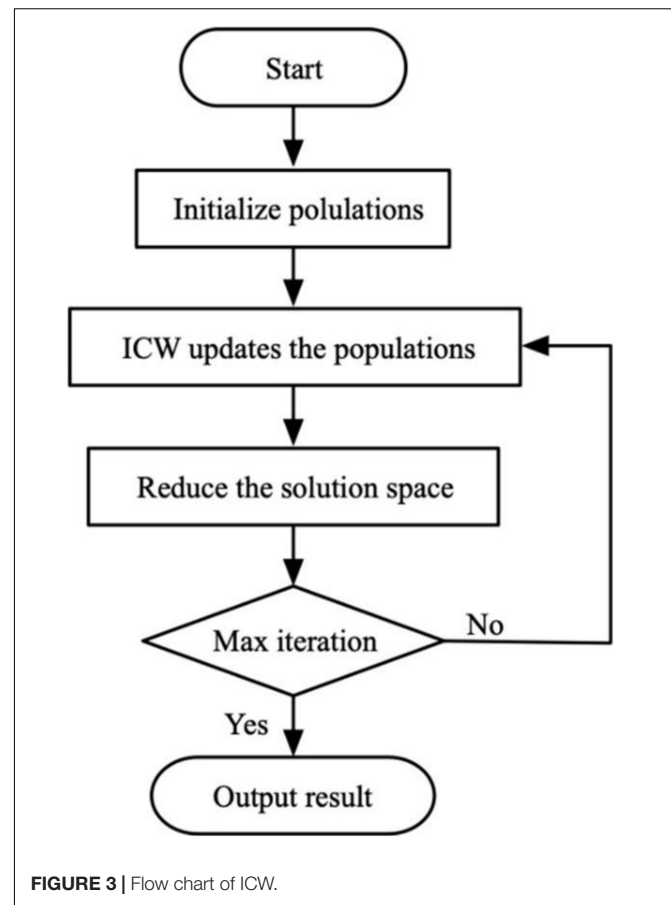 Start
Initialize polulations
ICW updates the populations
Reduce the solution space
Max iteration
No
Yes
Output result
FIGURE 3 | Flow chart of ICW.